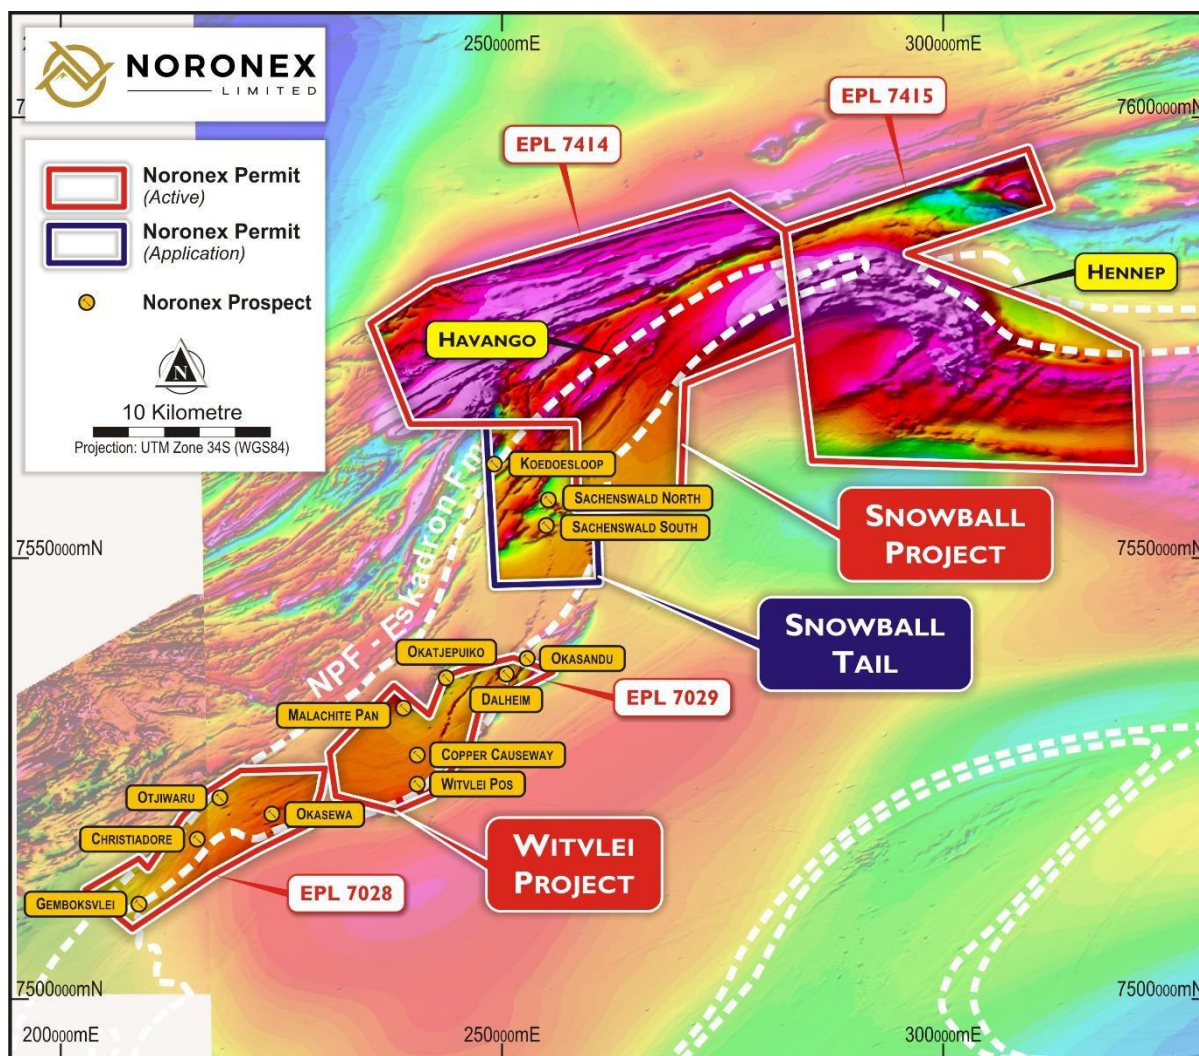 NORONEX
LIMITED
250000mE
300000mE
7600000mN
EPL 7415
EPL 7414
Noronex Permit
(Active)
Noronex Permit
(Application)
Noronex Prospect
N
10 Kilometre
Projection: UTM Zone 34S (WGS84)
HENNEP
HAVANGO
KOEDOESLOOP
SACHENSWALD NORTH
SACHENSWALD SOUTH
SNOWBALL
PROJECT
7550000mN
7550000mN
NPF - Eskadron Fm
SNOWBALL
TAIL
OKATJEPUIKO
OKASANDU
DALHEIM
EPL 7029
MALACHITE PAN
COPPER CAUSEWAY
WITVLEI POS
OTJIWARU
OKASEWA
CHRISTIADORE
WITVLEI
PROJECT
EPL 7028
GEMBOKSVLEI
7500000mN
7500000mN
200000mE
250000mE
300000mE